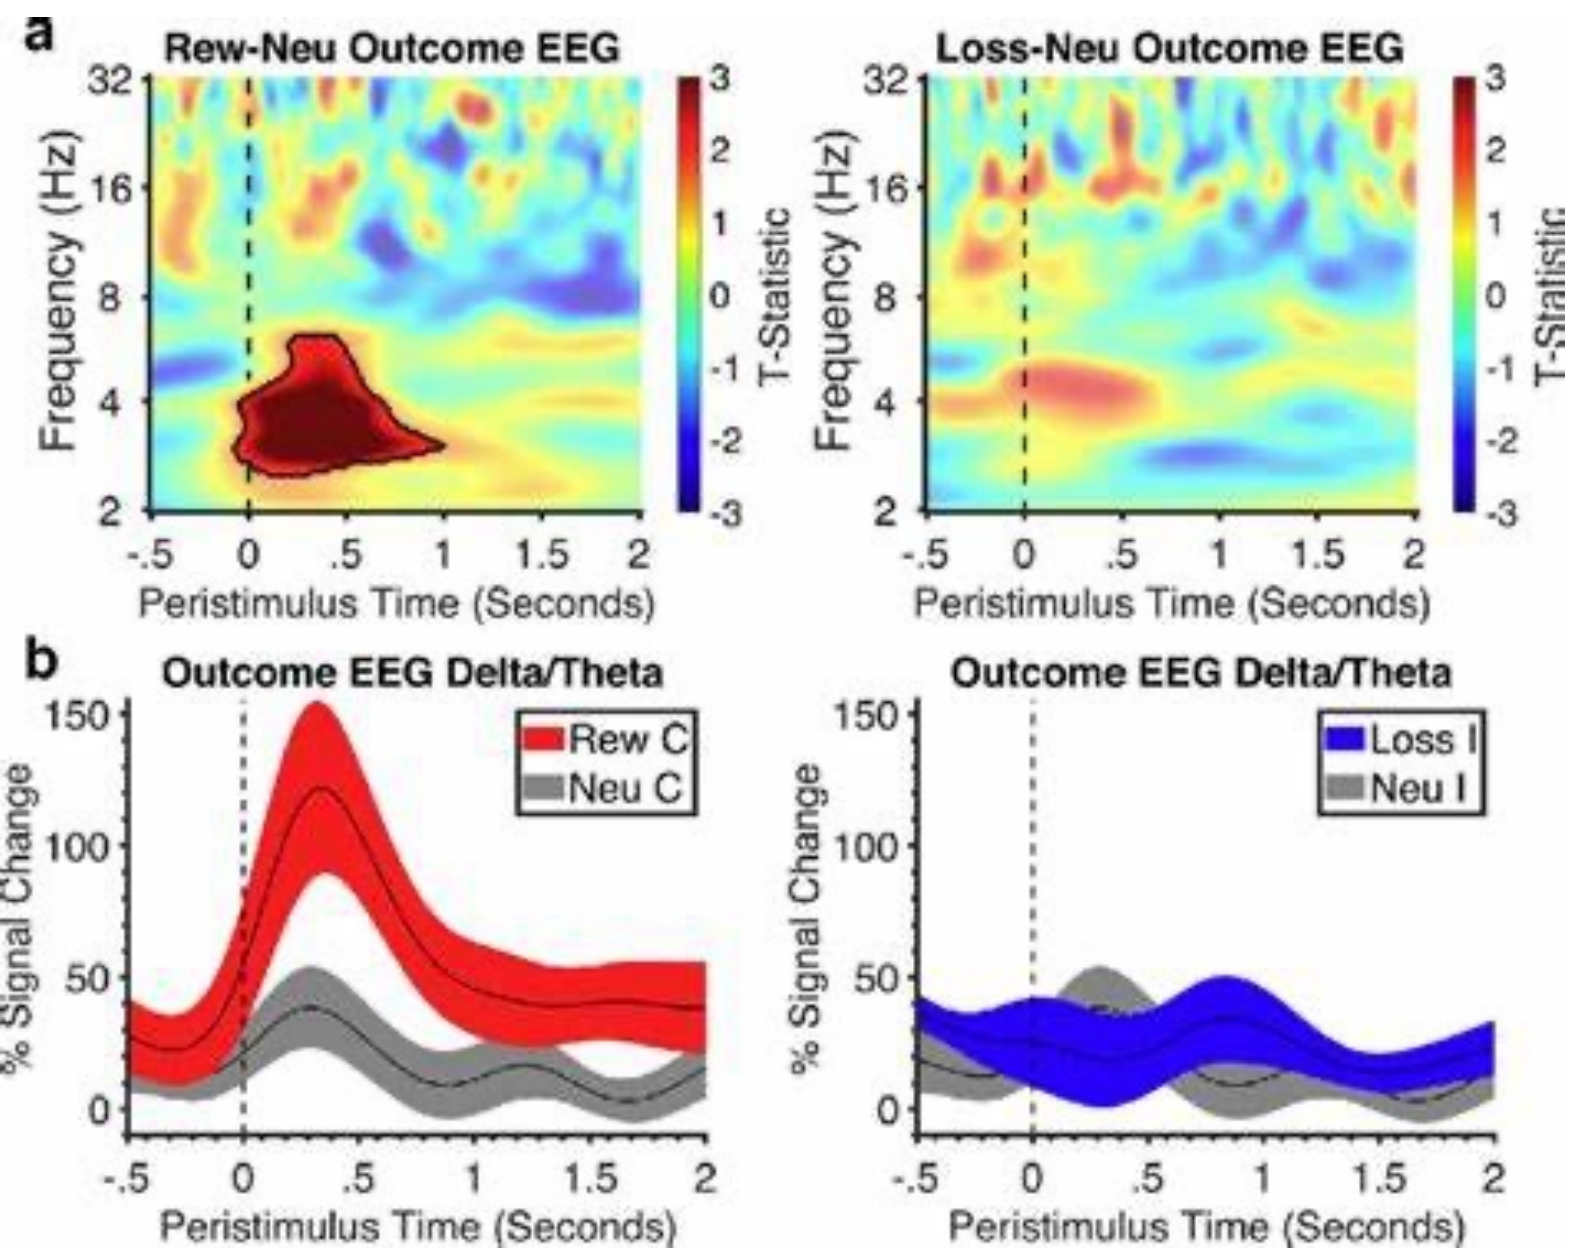 a
Rew-Neu Outcome EEG
Loss-Neu Outcome EEG
32
16
8
4
2
Frequency (Hz)
-.5 0 .5 1 1.5 2
Peristimulus Time (Seconds)
3
2
1
0
-1
-2
-3
T-Statistic
32
16
8
4
2
Frequency (Hz)
-.5 0 .5 1 1.5 2
Peristimulus Time (Seconds)
3
2
1
0
-1
-2
-3
T-Statistic
b
Outcome EEG Delta/Theta
Outcome EEG Delta/Theta
150
100
50
0
% Signal Change
Rew C
Neu C
-.5 0 .5 1 1.5 2
Peristimulus Time (Seconds)
150
100
50
0
% Signal Change
Loss I
Neu I
-.5 0 .5 1 1.5 2
Peristimulus Time (Seconds)